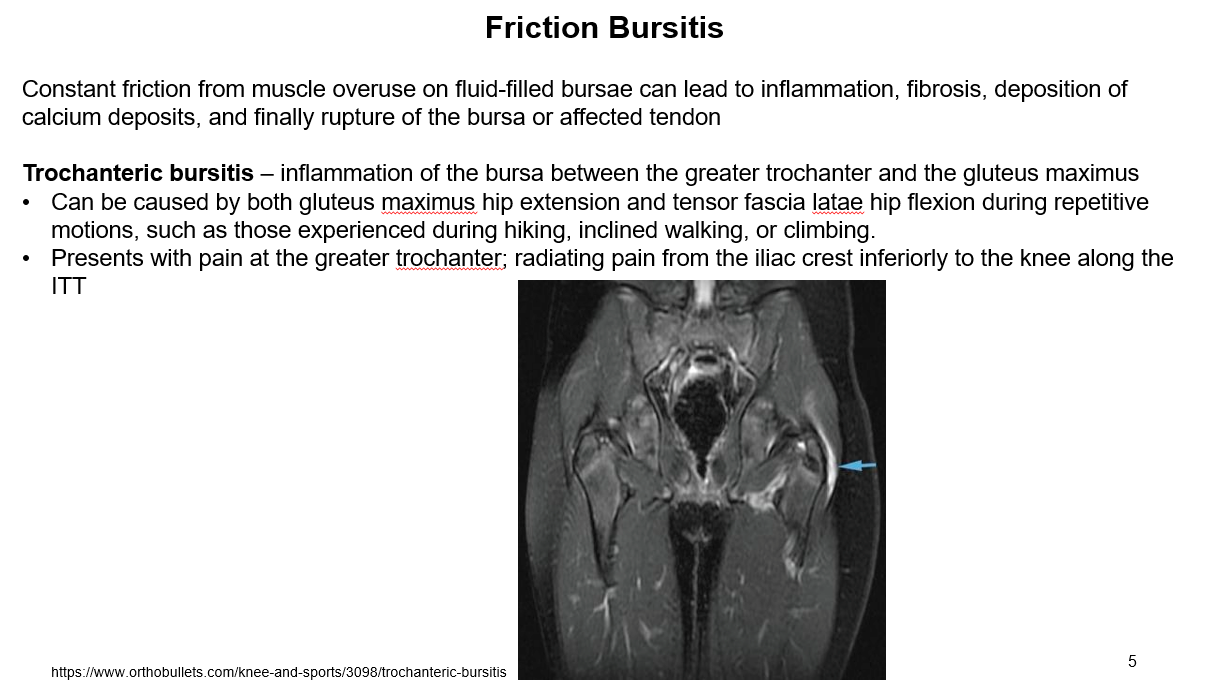 Friction Bursitis
Constant friction from muscle overuse on fluid-filled bursae can lead to inflammation, fibrosis, deposition of
calcium deposits, and finally rupture of the bursa or affected tendon
Trochanteric bursitis – inflammation of the bursa between the greater trochanter and the gluteus maximus
• Can be caused by both gluteus maximus hip extension and tensor fascia latae hip flexion during repetitive
motions, such as those experienced during hiking, inclined walking, or climbing.
• Presents with pain at the greater trochanter; radiating pain from the iliac crest inferiorly to the knee along the
ITT
https://www.orthobullets.com/knee-and-sports/3098/trochanteric-bursitis
5